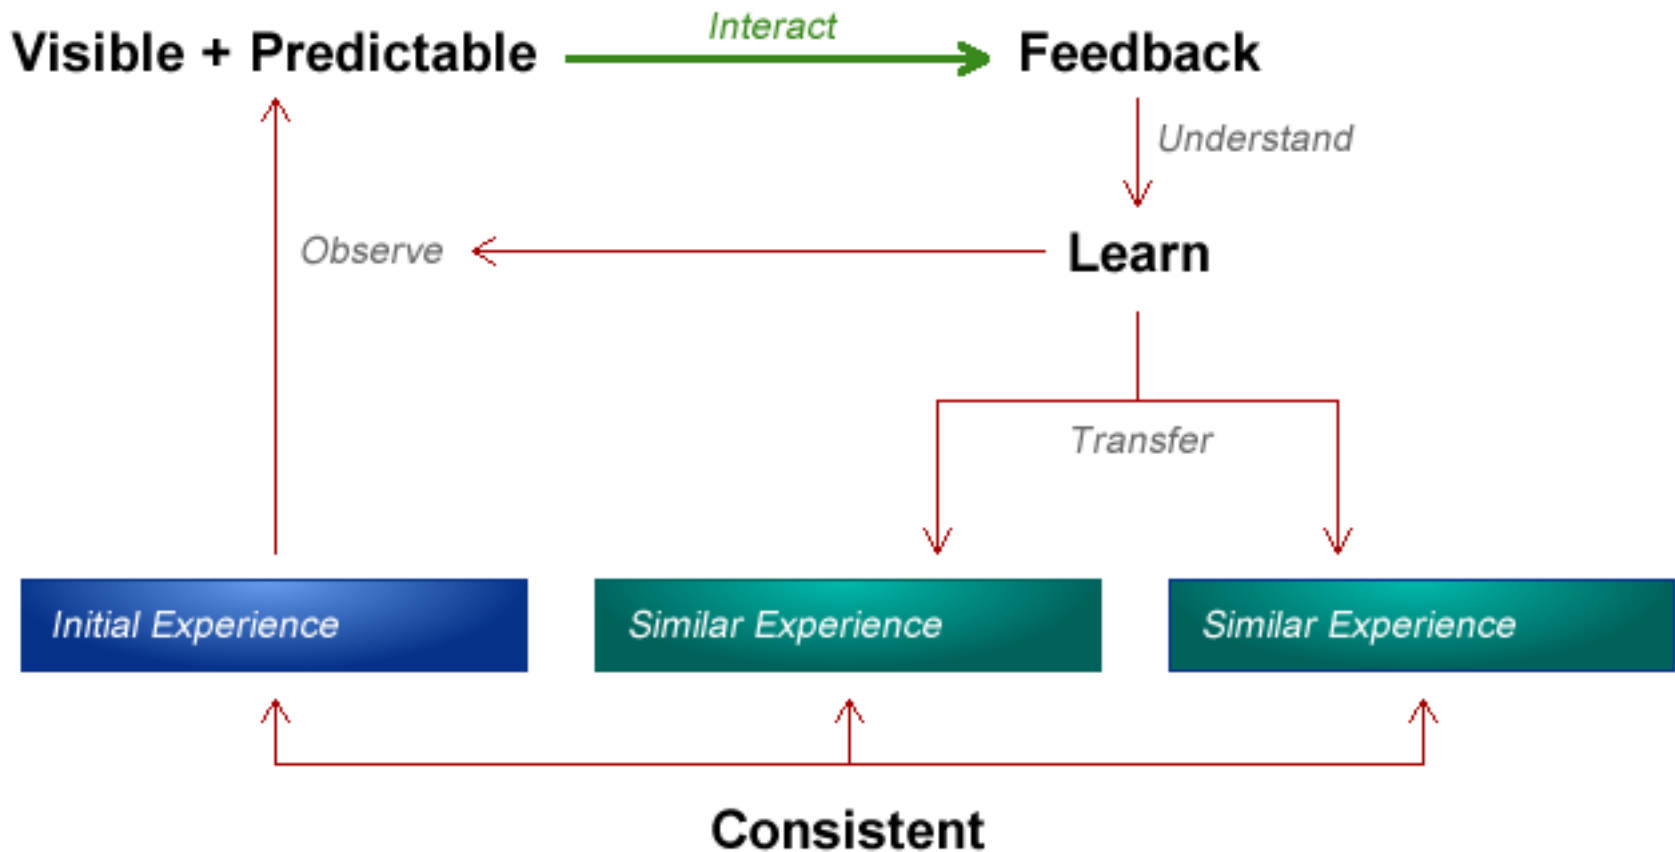 Interact
Visible + Predictable
Feedback
Understand
Observe
Learn
Transfer
Initial Experience
Similar Experience
Similar Experience
Consistent